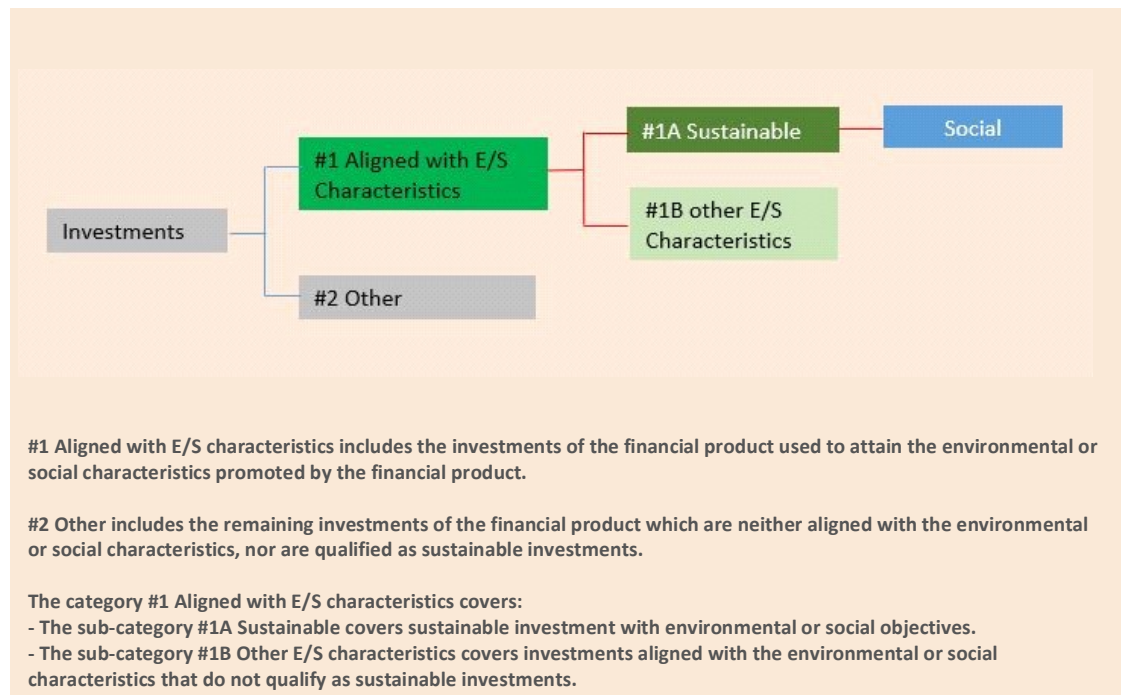 #1A Sustainable
Social
#1 Aligned with E/S
Characteristics
#1B other E/S
Characteristics
Investments
#2 Other
#1 Aligned with E/S characteristics includes the investments of the financial product used to attain the environmental or
social characteristics promoted by the financial product.
#2 Other includes the remaining investments of the financial product which are neither aligned with the environmental
or social characteristics, nor are qualified as sustainable investments.
The category #1 Aligned with E/S characteristics covers:
- The sub-category #1A Sustainable covers sustainable investment with environmental or social objectives.
- The sub-category #1B Other E/S characteristics covers investments aligned with the environmental or social
characteristics that do not qualify as sustainable investments.